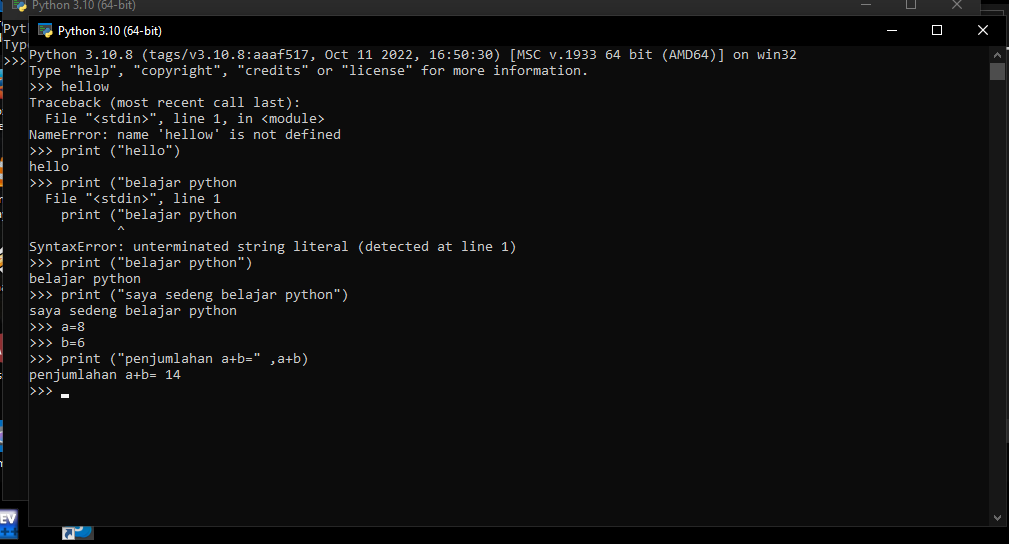 Python 3.10 (64-bit)
Pyt
Typ
>>>
Python 3.10 (64-bit)
Python 3.10.8 (tags/v3.10.8:aaaf517, Oct 11 2022, 16:50:30) [MSC v.1933 64 bit (AMD64)] on win32
Type "help", "copyright", "credits" or "license" for more information.
>>> hellow
Traceback (most recent call last):
  File "<stdin>", line 1, in <module>
NameError: name 'hellow' is not defined
>>> print ("hello")
hello
>>> print ("belajar python
  File "<stdin>", line 1
    print ("belajar python
           ^
SyntaxError: unterminated string literal (detected at line 1)
>>> print ("belajar python")
belajar python
>>> print ("saya sedeng belajar python")
saya sedeng belajar python
>>> a=8
>>> b=6
>>> print ("penjumlahan a+b=" ,a+b)
penjumlahan a+b= 14
>>>